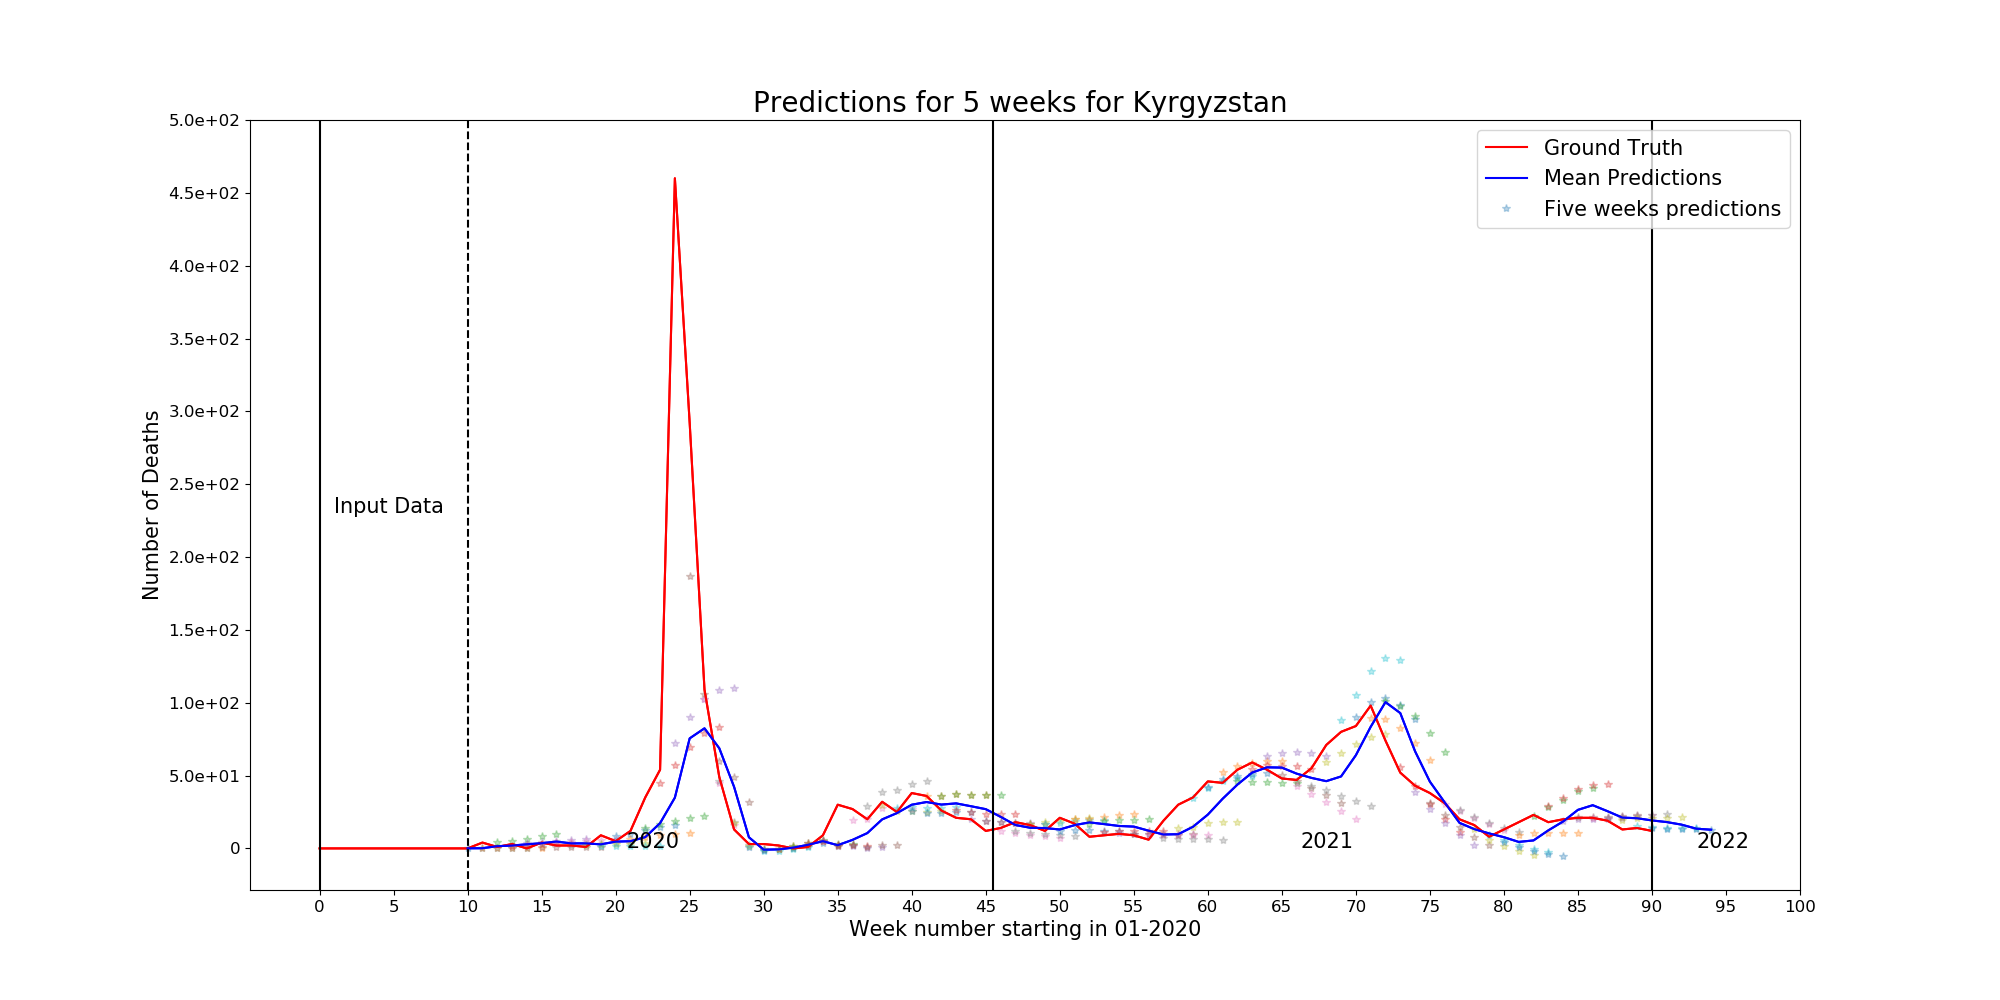 Predictions for 5 weeks for Kyrgyzstan
5.0e+02
4.5e+02
4.0e+02
3.5e+02
3.0e+02
2.5e+02
2.0e+02
1.5e+02
1.0e+02
5.0e+01
0
Number of Deaths
Ground Truth
Mean Predictions
Five weeks predictions
Input Data
2020 2021 2022
0 5 10 15 20 25 30 35 40 45 50 55 60 65 70 75 80 85 90 95 100
Week number starting in 01-2020